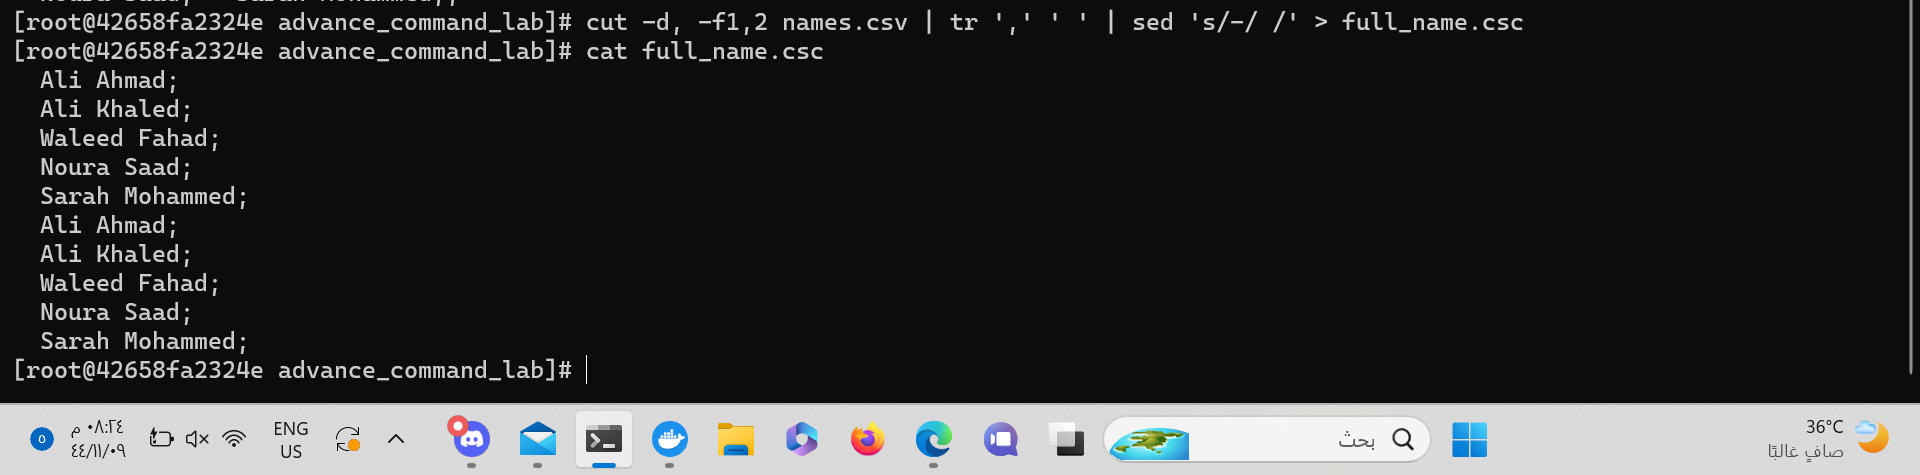 [root@42658fa2324e advance_command_lab]# cut -d, -f1,2 names.csv | tr ',' ' ' | sed 's/-/ /' > full_name.csc
[root@42658fa2324e advance_command_lab]# cat full_name.csc
Ali Ahmad;
Ali Khaled;
Waleed Fahad;
Noura Saad;
Sarah Mohammed;
Ali Ahmad;
Ali Khaled;
Waleed Fahad;
Noura Saad;
Sarah Mohammed;
[root@42658fa2324e advance_command_lab]#
٠٨:٢٤ م
٤٤/١١/٠٩
ENG
US
بحث
36°C
صافٍ غالبًا